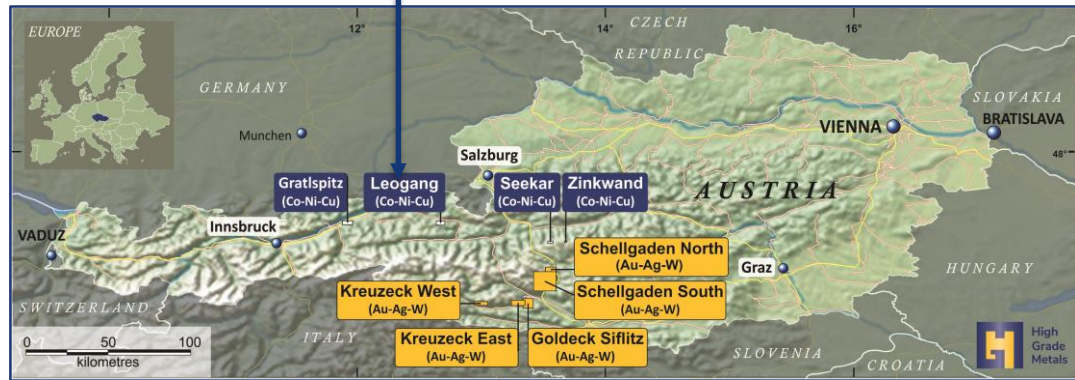 EUROPE
12°
14°
16°
CZECH
REPUBLIC
GERMANY
SLOVAKIA
BRATISLAVA
München
VIENNA
48°
Salzburg
Gratlspitz
(Co-Ni-Cu)
Leogang
(Co-Ni-Cu)
Seekar
(Co-Ni-Cu)
Zinkwand
(Co-Ni-Cu)
AUSTRIA
VADUZ
Innsbruck
Schellgaden North
(Au-Ag-W)
Graz
HUNGARY
Schellgaden South
(Au-Ag-W)
Kreuzeck West
(Au-Ag-W)
SWITZERLAND
ITALY
Kreuzeck East
(Au-Ag-W)
Goldeck Siflitz
(Au-Ag-W)
0 50 100
kilometres
SLOVENIA
CROATIA
High
Grade
Metals